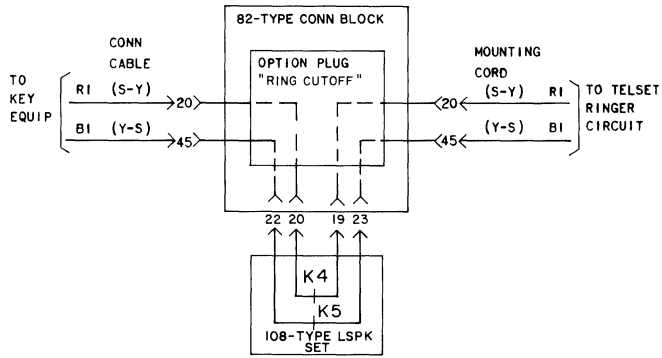 82-TYPE CONN BLOCK
CONN
CABLE
OPTION PLUG
"RING CUTOFF"
MOUNTING
CORD
TO
KEY
EQUIP
R1 (S-Y)
20
(S-Y) R1
20
B1 (Y-S)
45
(Y-S) B1
45
TO TELSET
RINGER
CIRCUIT
22 20 19 23
K4
K5
108-TYPE LSPK
SET